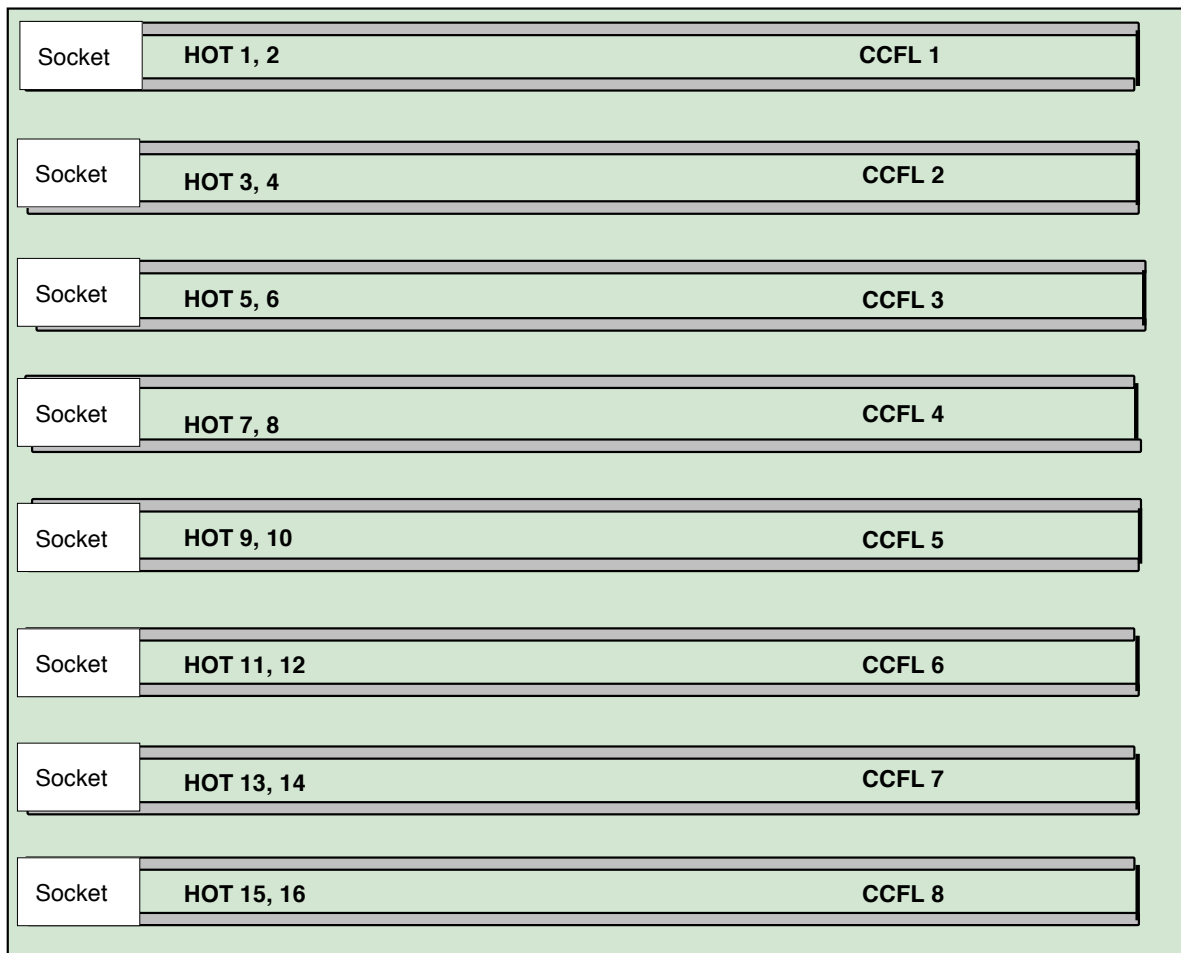 Socket HOT 1, 2 CCFL 1
Socket HOT 3, 4 CCFL 2
Socket HOT 5, 6 CCFL 3
Socket HOT 7, 8 CCFL 4
Socket HOT 9, 10 CCFL 5
Socket HOT 11, 12 CCFL 6
Socket HOT 13, 14 CCFL 7
Socket HOT 15, 16 CCFL 8